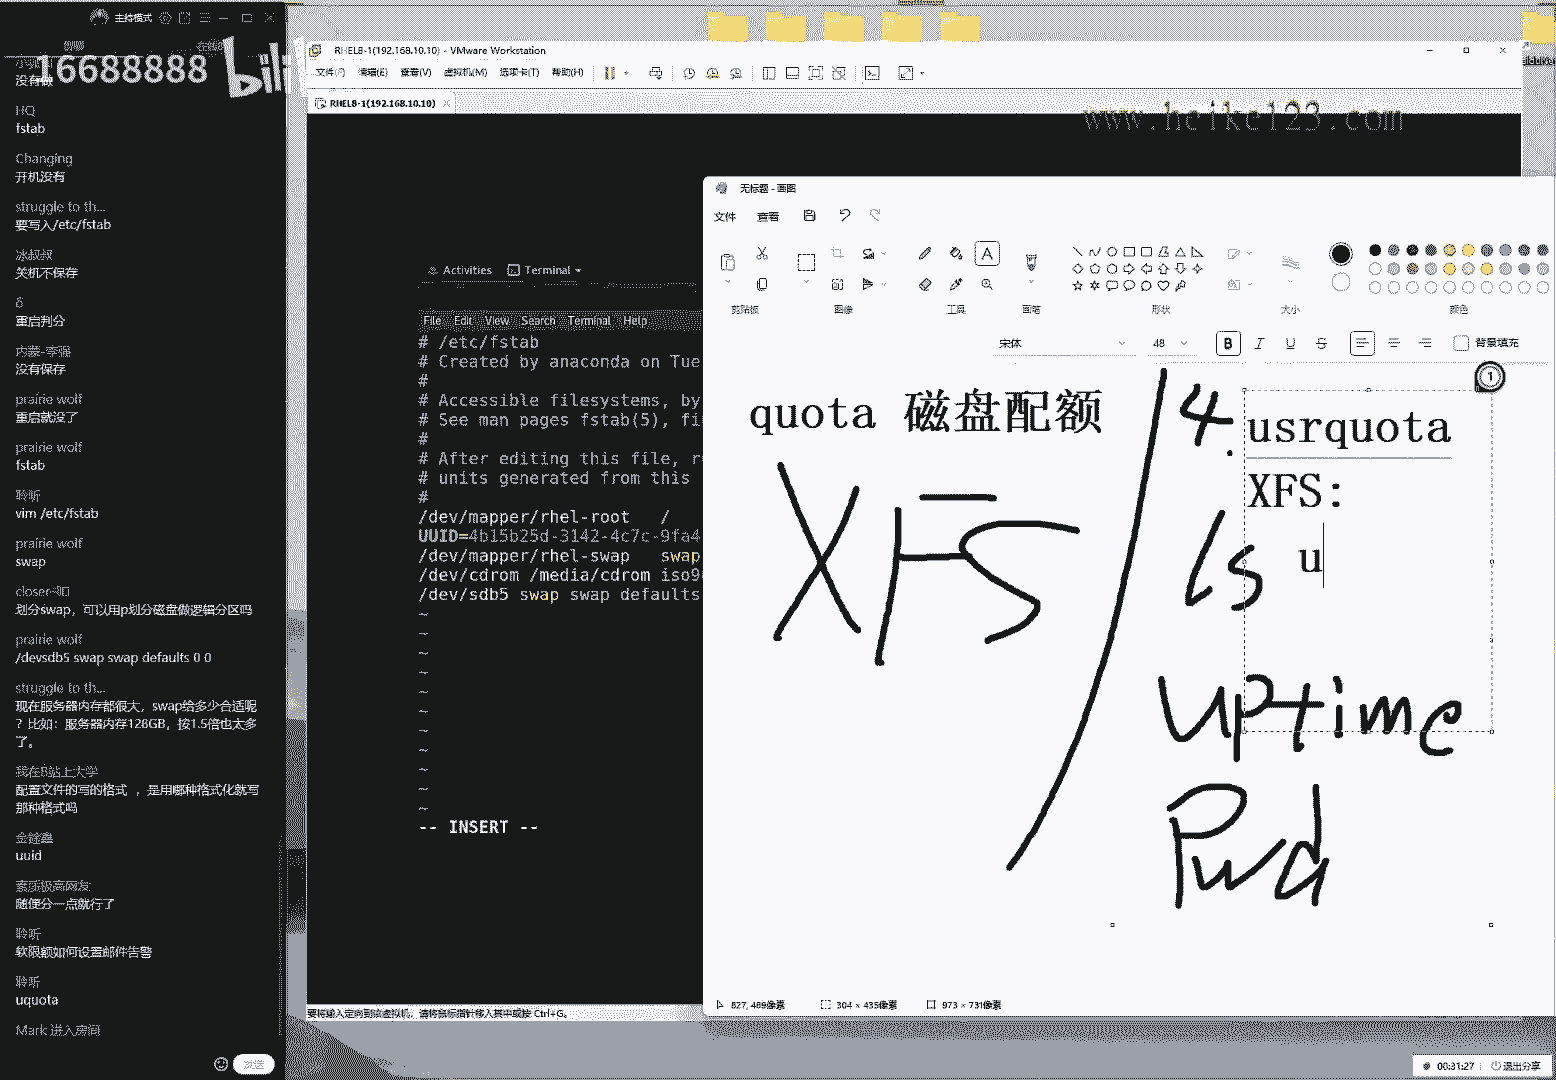 主持模式
16688888 bili
没有做
HQ
fstab
Changing
开机没有
struggle to th...
要写入/etc/fstab
冰叔叔
关机不保存
δ
重启判分
内蒙-李强
没有保存
prairie wolf
重启就没了
prairie wolf
fstab
聆听
vim /etc/fstab
prairie wolf
swap
划分swap，可以用p划分磁盘做逻辑分区吗
prairie wolf
/devsdb5 swap swap defaults 0 0
struggle to th...
现在服务器内存都很大，swap给多少合适呢
？比如：服务器内存128GB，按1.5倍也太多
了。
我在B站上大学
配置文件的写的格式 ，是用哪种格式化就写
那种格式吗
金鎗鑫
uuid
素质极高网友
随便分一点就行了
聆听
软限额如何设置邮件告警
聆听
uquota
Mark 进入房间
发送
RHEL8-1(192.168.10.10) - VMware Workstation
文件(F) 编辑(E) 查看(V) 虚拟机(M) 选项卡(T) 帮助(H)
RHEL8-1(192.168.10.10)
www.heike123.com
Activities Terminal
File Edit View Search Terminal Help
# /etc/fstab
# Created by anaconda on Tue
#
# Accessible filesystems, by
# See man pages fstab(5), fi
#
# After editing this file, r
# units generated from this
#
/dev/mapper/rhel-root /
UUID=4b15b25d-3142-4c7c-9fa4
/dev/mapper/rhel-swap swap
/dev/cdrom /media/cdrom iso9
/dev/sdb5 swap swap defaults
~
~
~
~
~
~
~
~
~
~
~
-- INSERT --
要将输入定向到该虚拟机，请将鼠标指针移入其中或按 Ctrl+G。
无标题 - 画图
文件 查看
剪贴板 图像 工具 画笔 形状 大小 颜色
宋体 48 B I U S 背景填充
1
quota 磁盘配额
XFS
4.
usrquota
XFS:
u
ls
uptime
Pwd
827, 489像素 304 × 435像素 973 × 731像素
00:31:27 退出分享